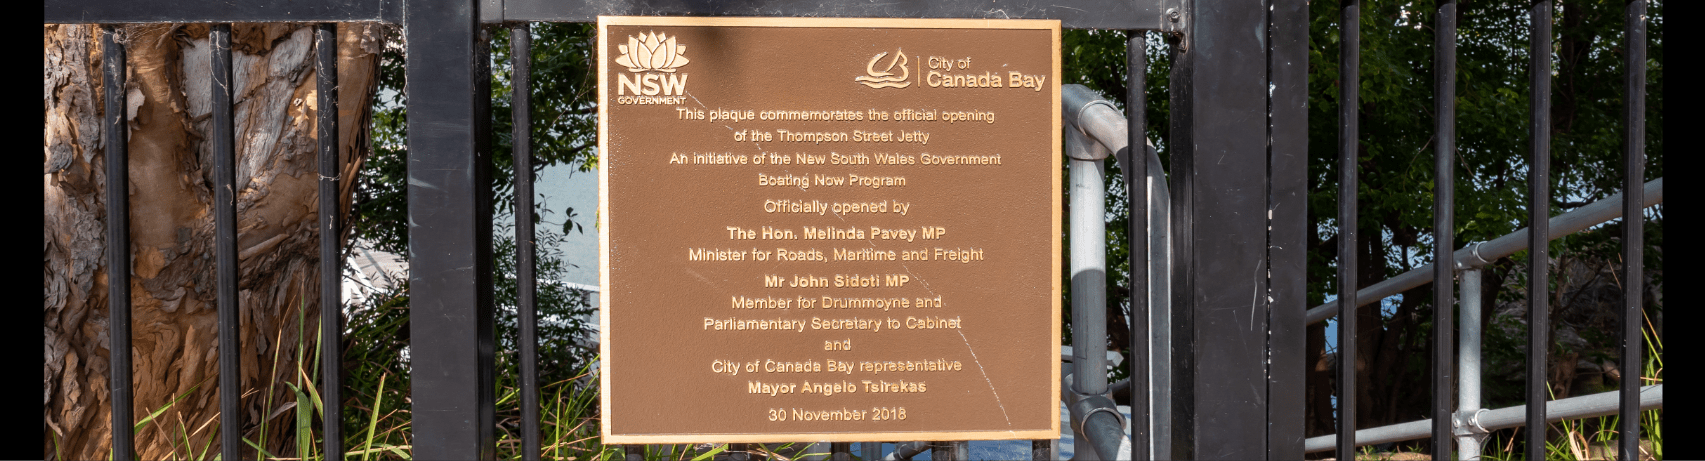 NSW
GOVERNMENT
City of
Canada Bay
This plaque commemorates the official opening
of the Thompson Street Jetty
An initiative of the New South Wales Government
Boating Now Program
Officially opened by
The Hon. Melinda Pavey MP
Minister for Roads, Maritime and Freight
Mr John Sidoti MP
Member for Drummoyne and
Parliamentary Secretary to Cabinet
and
City of Canada Bay representative
Mayor Angelo Tsirekas
30 November 2018